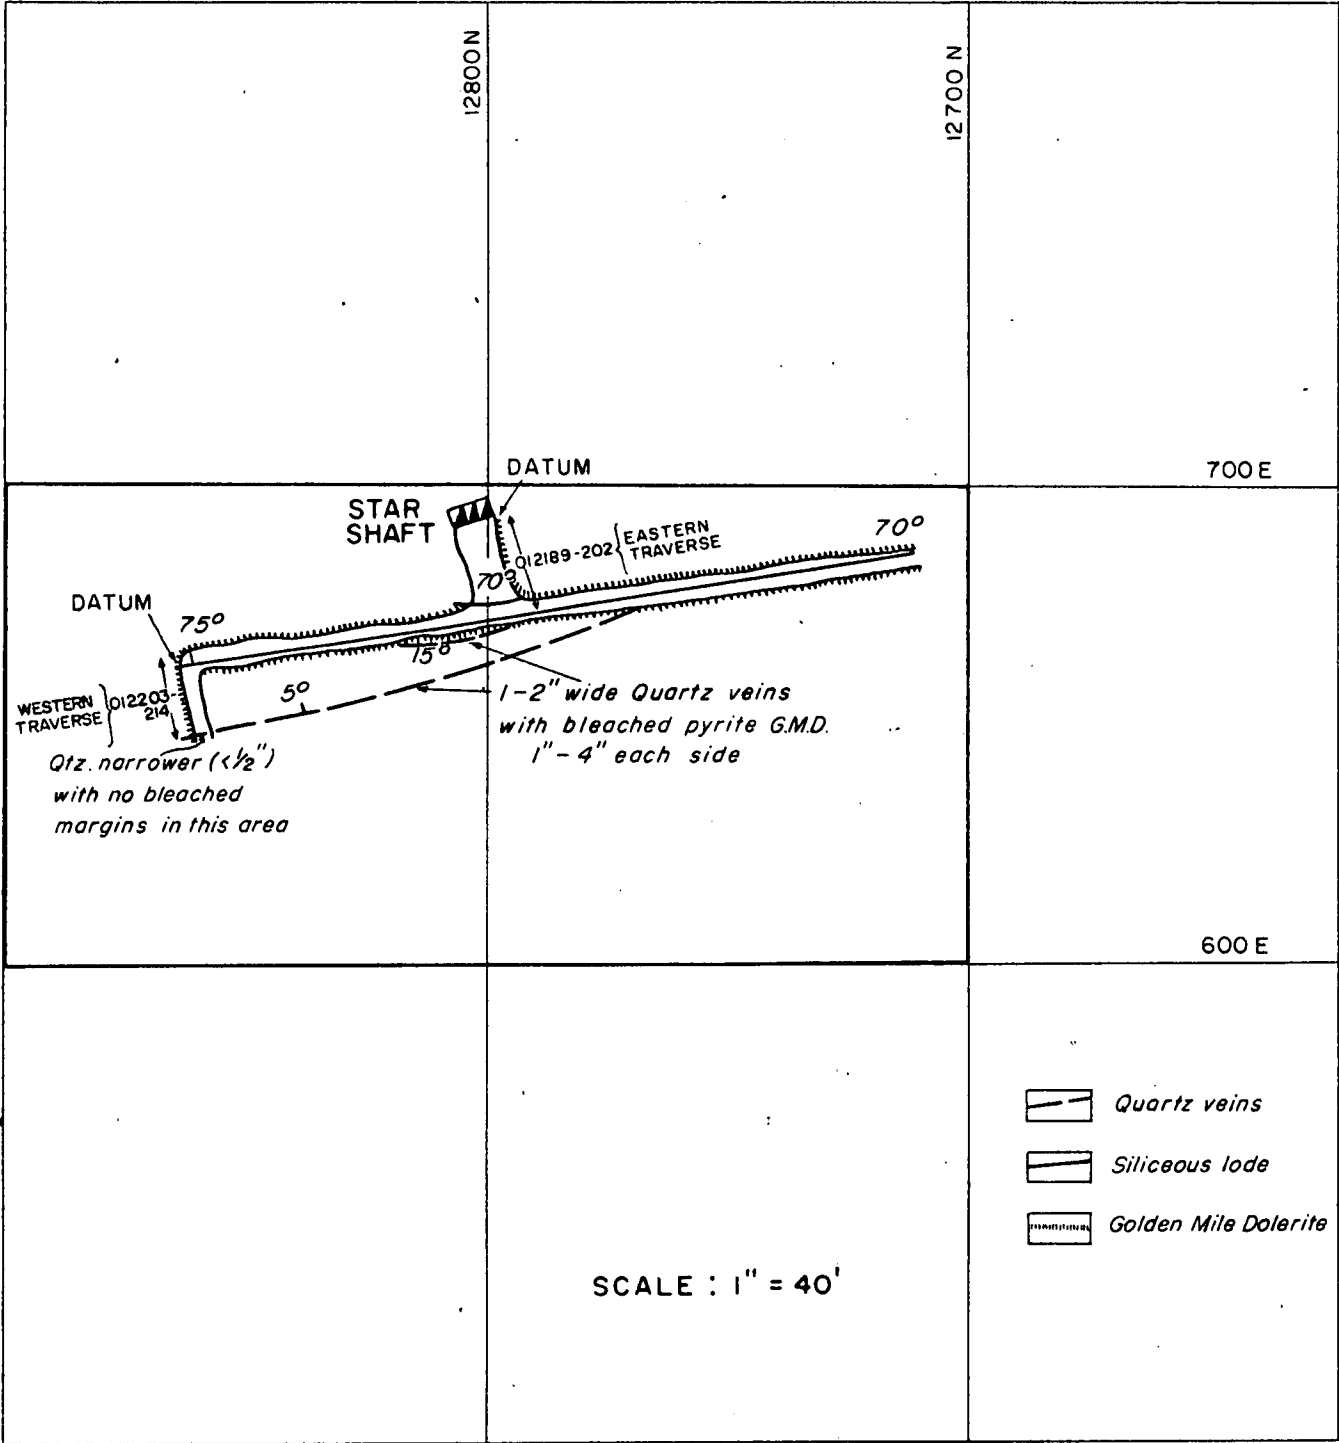 12800 N
12700 N
700 E
DATUM
STAR
SHAFT
012189-202 { EASTERN
TRAVERSE
70°
70°
DATUM
75°
15°
5°
WESTERN
TRAVERSE } 012203-
214
1-2" wide Quartz veins
with bleached pyrite G.M.D.
1"-4" each side
Qtz. narrower (<1/2")
with no bleached
margins in this area
600 E
Quartz veins
Siliceous lode
Golden Mile Dolerite
SCALE : 1" = 40'